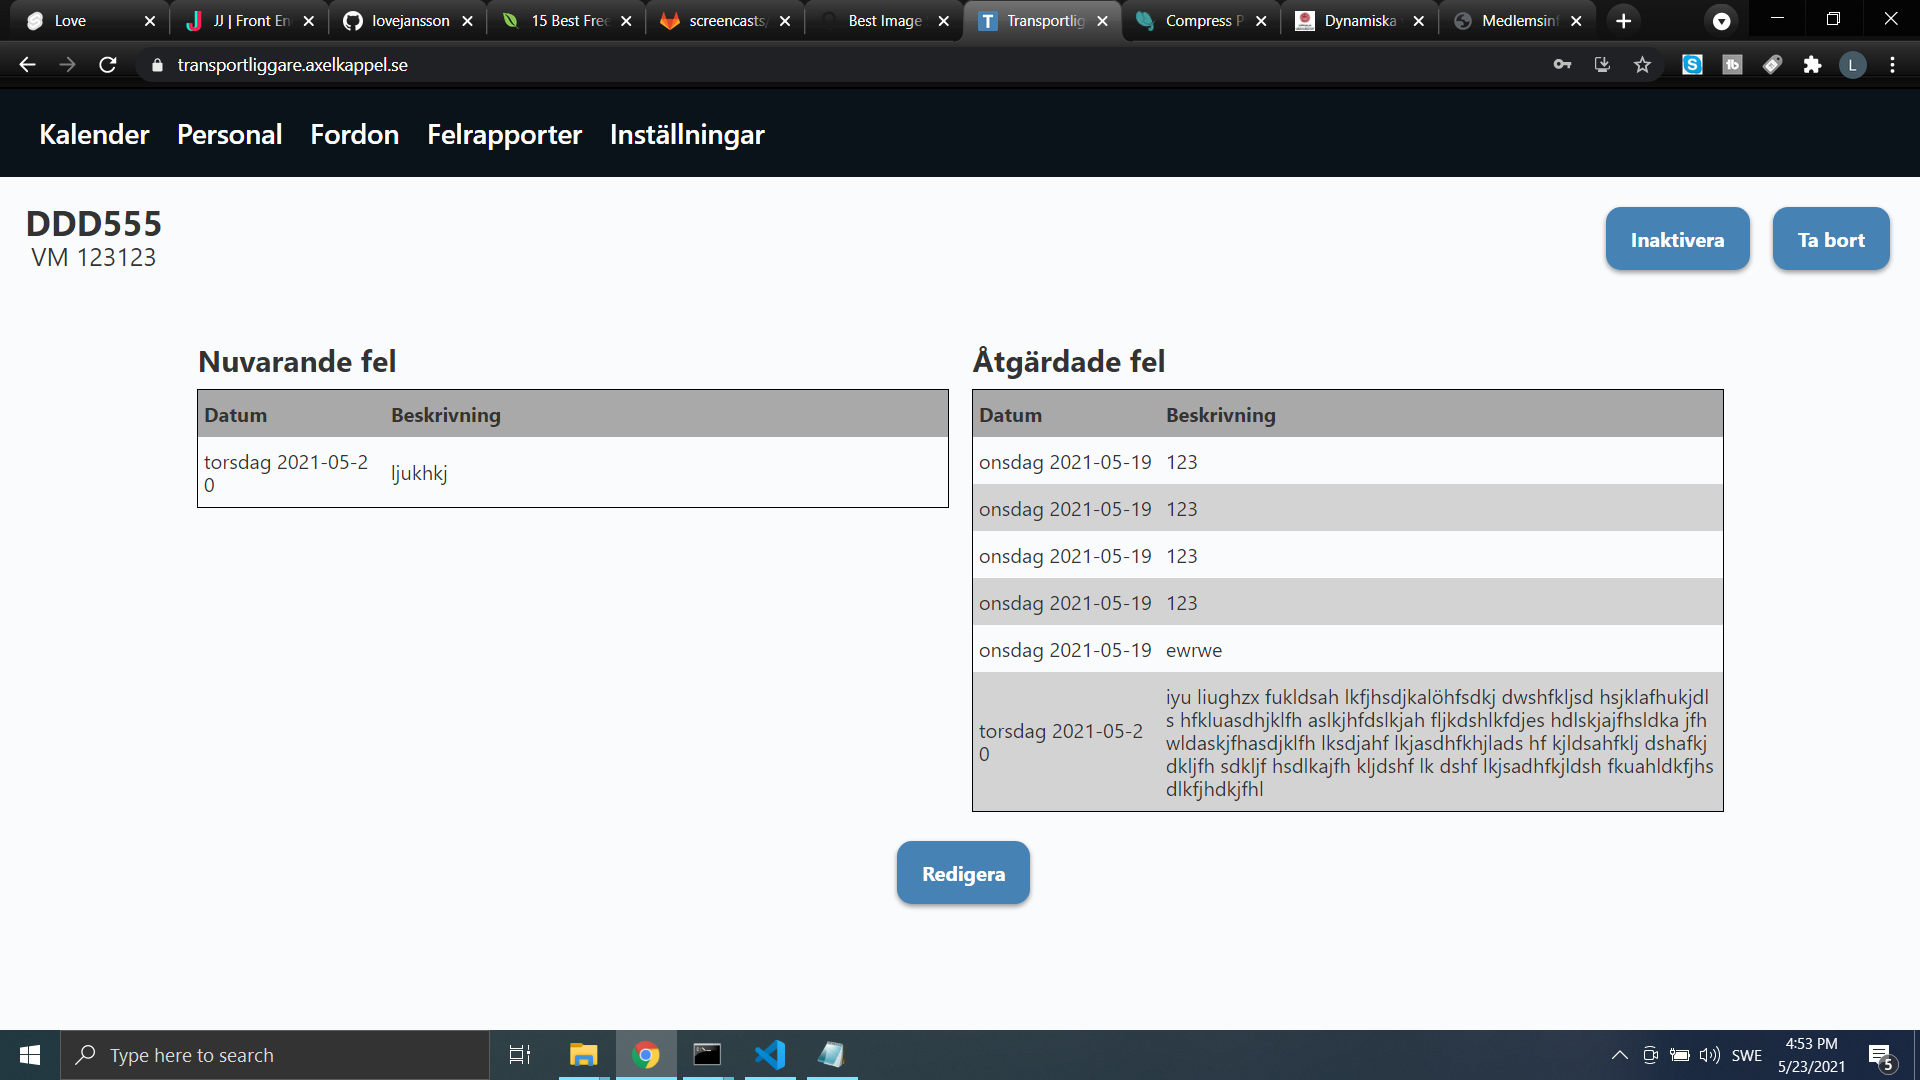 Love
JJ | Front En
lovejansson
15 Best Free
screencasts
Best Image
Transportlig
Compress P
Dynamiska
Medlemsinf
transportliggare.axelkappel.se
L
Kalender Personal Fordon Felrapporter Inställningar
DDD555
VM 123123
Inaktivera Ta bort
Nuvarande fel
Datum Beskrivning
torsdag 2021-05-2
0
ljukhkj
Åtgärdade fel
Datum Beskrivning
onsdag 2021-05-19 123
onsdag 2021-05-19 123
onsdag 2021-05-19 123
onsdag 2021-05-19 123
onsdag 2021-05-19 ewrwe
torsdag 2021-05-2
0
iyu liughzx fukldsah lkfjhsdjkalöhfsdkj dwshfkljsd hsjklafhukjdl
s hfkluasdhjklfh aslkjhfdslkjah fljkdshlkfdjes hdlskjajfhsldka jfh
wldaskjfhasdjklfh lksdjahf lkjasdhfkhjlads hf kjldsahfklj dshafkj
dkljfh sdkljf hsdlkajfh kljdshf lk dshf lkjsadhfkjldsh fkuahldkfjhs
dlkfjhdkjfhl
Redigera
Type here to search
SWE
4:53 PM
5/23/2021
5